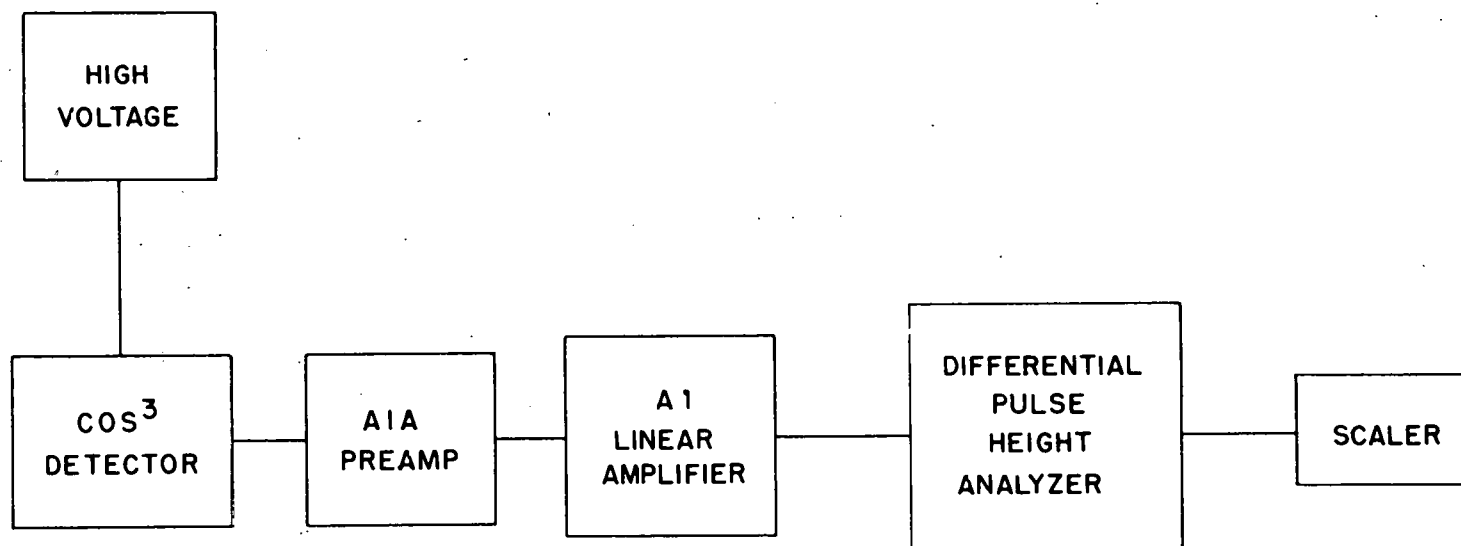 HIGH
VOLTAGE
COS³
DETECTOR
A1A
PREAMP
A1
LINEAR
AMPLIFIER
DIFFERENTIAL
PULSE
HEIGHT
ANALYZER
SCALER